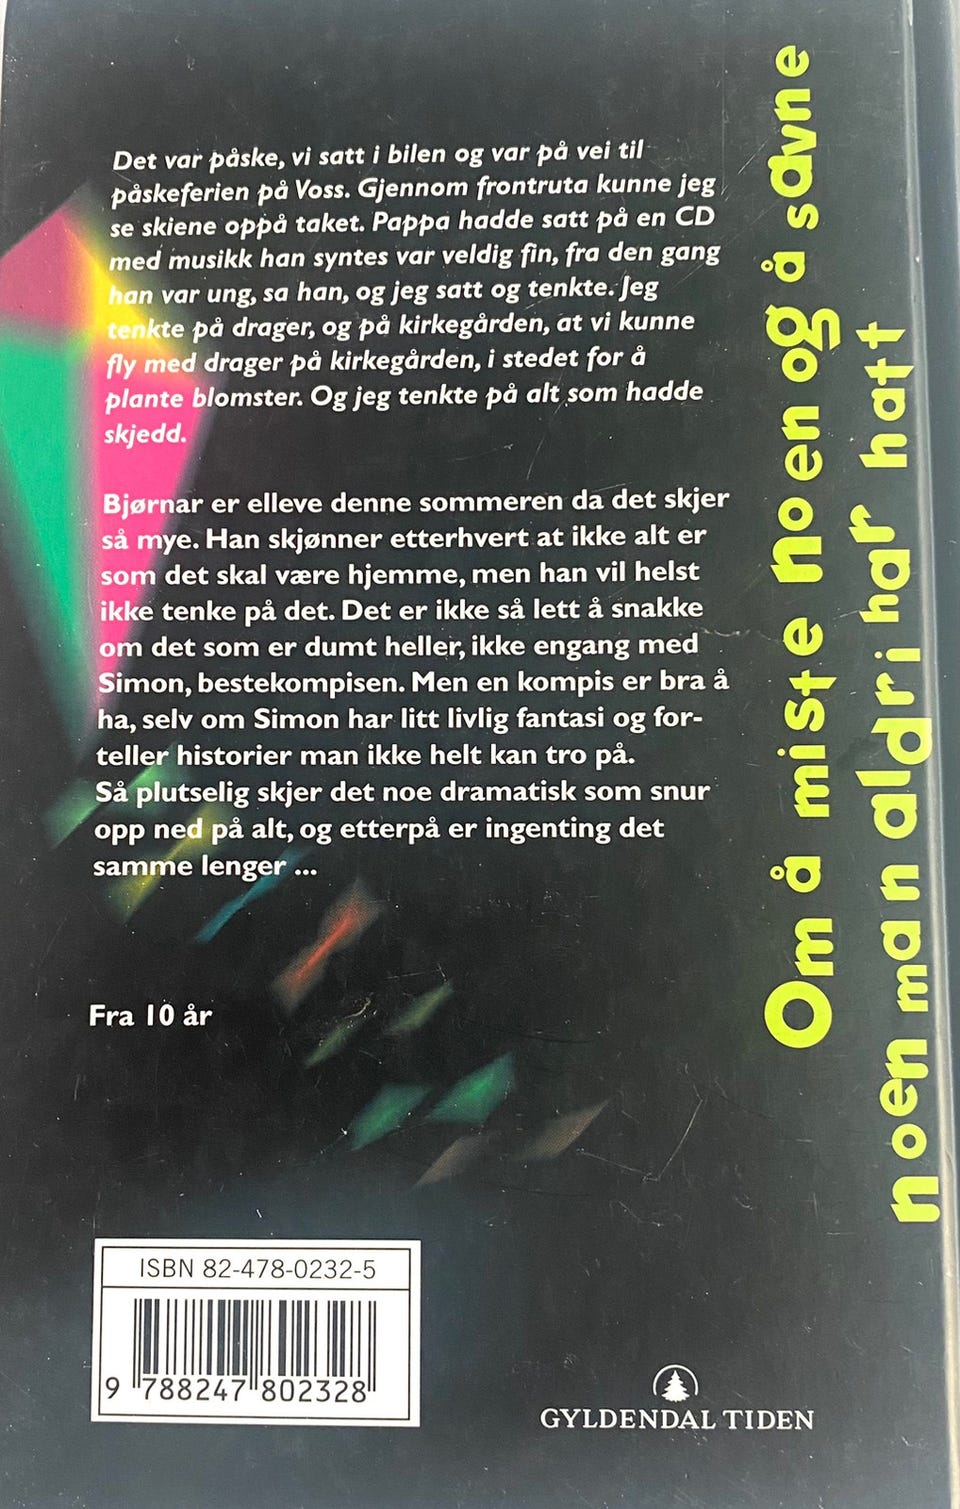 Det var påske, vi satt i bilen og var på vei til
påskeferien på Voss. Gjennom frontruta kunne jeg
se skiene oppå taket. Pappa hadde satt på en CD
med musikk han syntes var veldig fin, fra den gang
han var ung, sa han, og jeg satt og tenkte. Jeg
tenkte på drager, og på kirkegården, at vi kunne
fly med drager på kirkegården, i stedet for å
plante blomster. Og jeg tenkte på alt som hadde
skjedd.
Bjørnar er elleve denne sommeren da det skjer
så mye. Han skjønner etterhvert at ikke alt er
som det skal være hjemme, men han vil helst
ikke tenke på det. Det er ikke så lett å snakke
om det som er dumt heller, ikke engang med
Simon, bestekompisen. Men en kompis er bra å
ha, selv om Simon har litt livlig fantasi og for-
teller historier man ikke helt kan tro på.
Så plutselig skjer det noe dramatisk som snur
opp ned på alt, og etterpå er ingenting det
samme lenger ...
Fra 10 år
Om å miste noen og å savne
noen man aldri har hatt
ISBN 82-478-0232-5
9 788247 802328
GYLDENDAL TIDEN